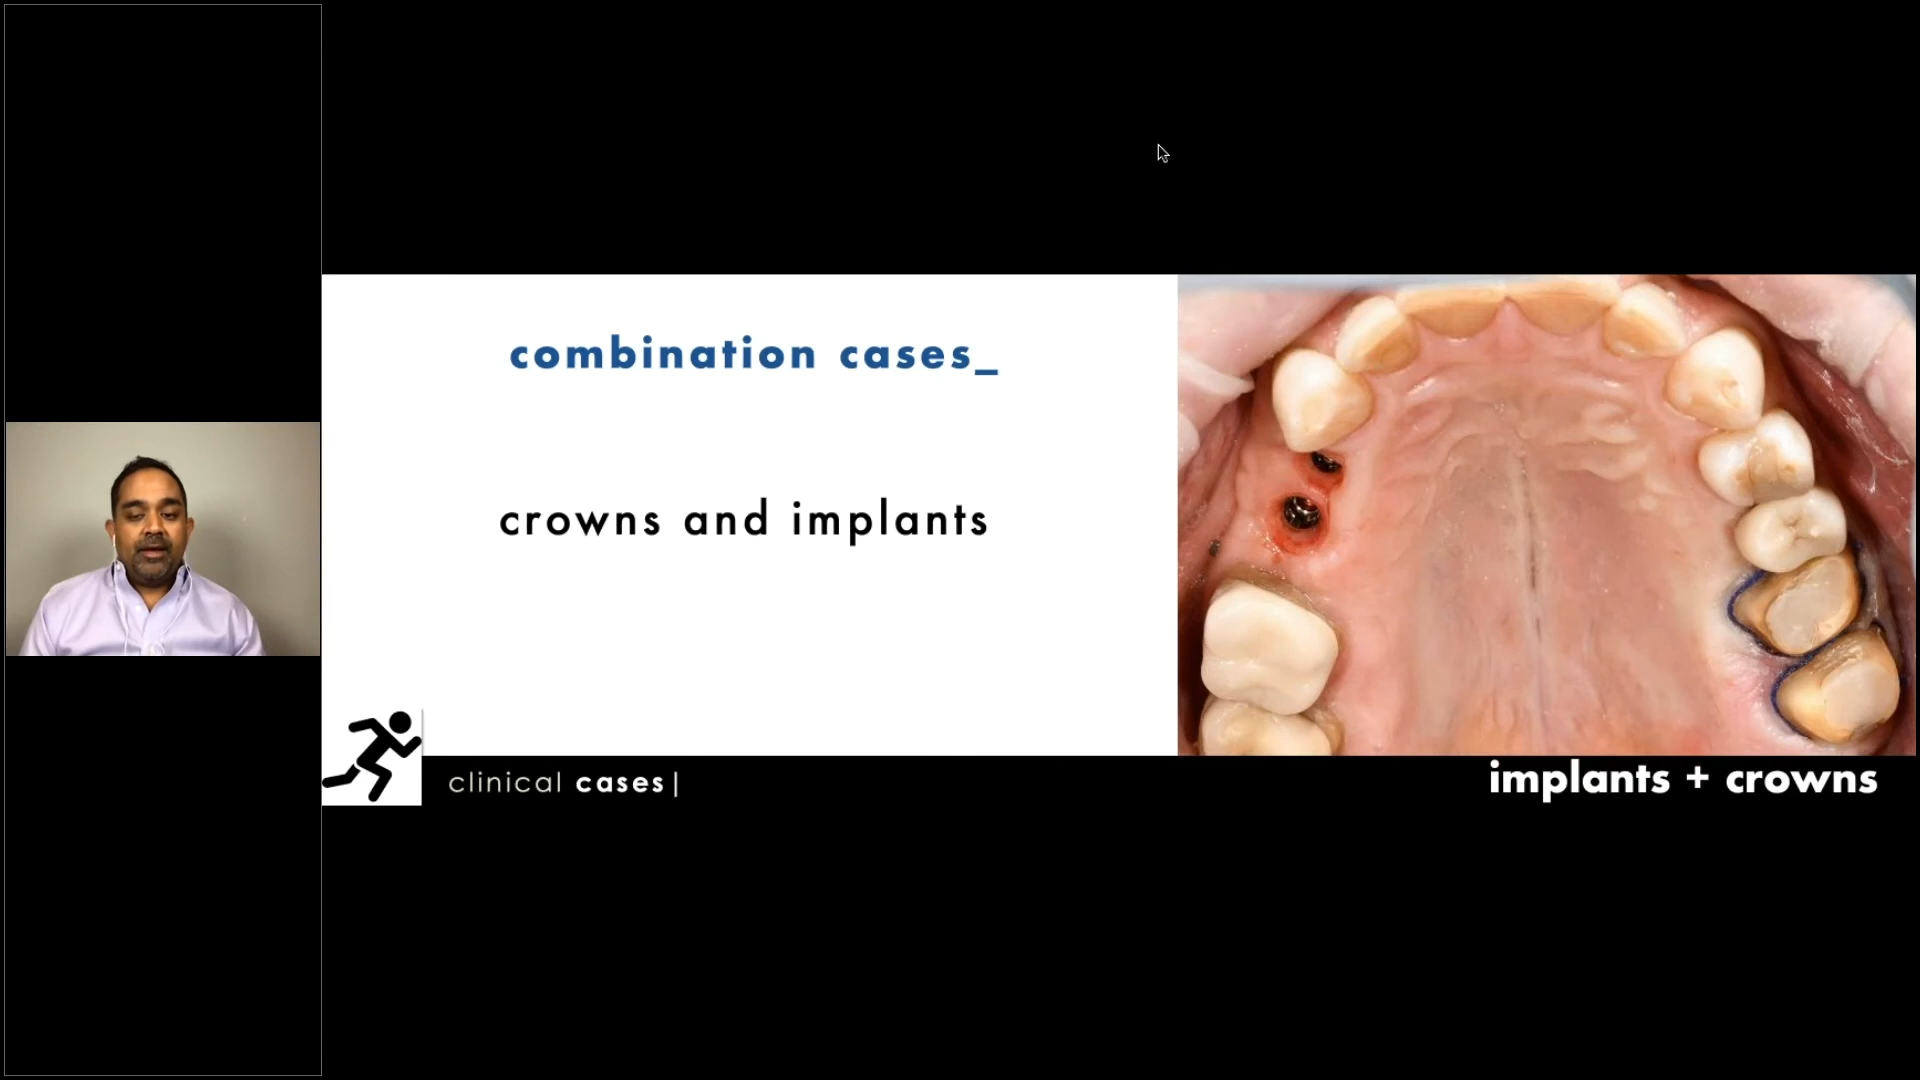 combination cases_
crowns and implants
clinical cases|
implants + crowns